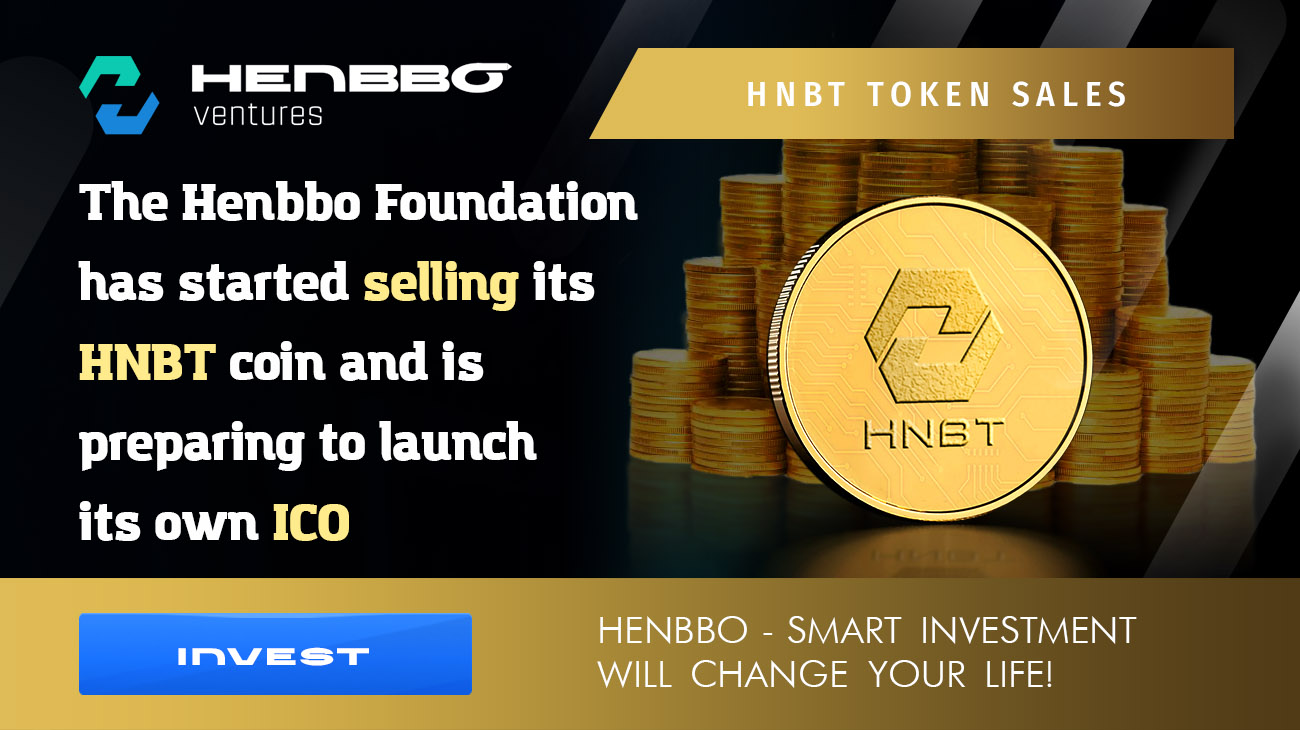 HENBBO
ventures
HNBT TOKEN SALES
The Henbbo Foundation
has started selling its
HNBT coin and is
preparing to launch
its own ICO
HNBT
INVEST
HENBBO - SMART INVESTMENT
WILL CHANGE YOUR LIFE!